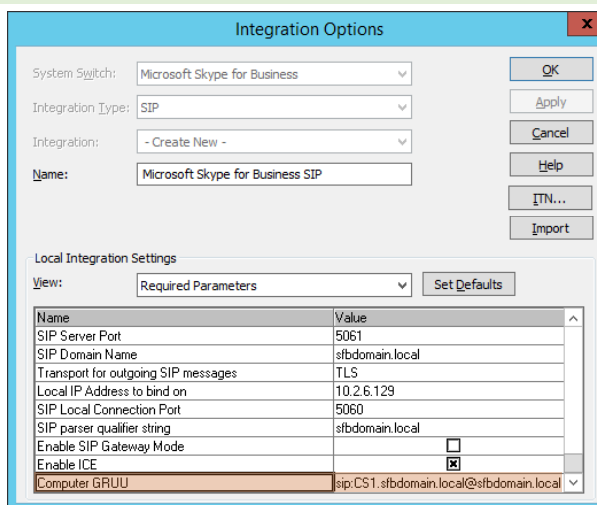 Integration Options
x
System Switch: Microsoft Skype for Business
OK
Integration Type: SIP
Apply
Integration: - Create New -
Cancel
Name: Microsoft Skype for Business SIP
Help
ITN...
Import
Local Integration Settings
View: Required Parameters
Set Defaults
Name Value
SIP Server Port 5061
SIP Domain Name sfbdomain.local
Transport for outgoing SIP messages TLS
Local IP Address to bind on 10.2.6.129
SIP Local Connection Port 5060
SIP parser qualifier string sfbdomain.local
Enable SIP Gateway Mode
Enable ICE
Computer GRUU sip:CS1.sfbdomain.local@sfbdomain.local